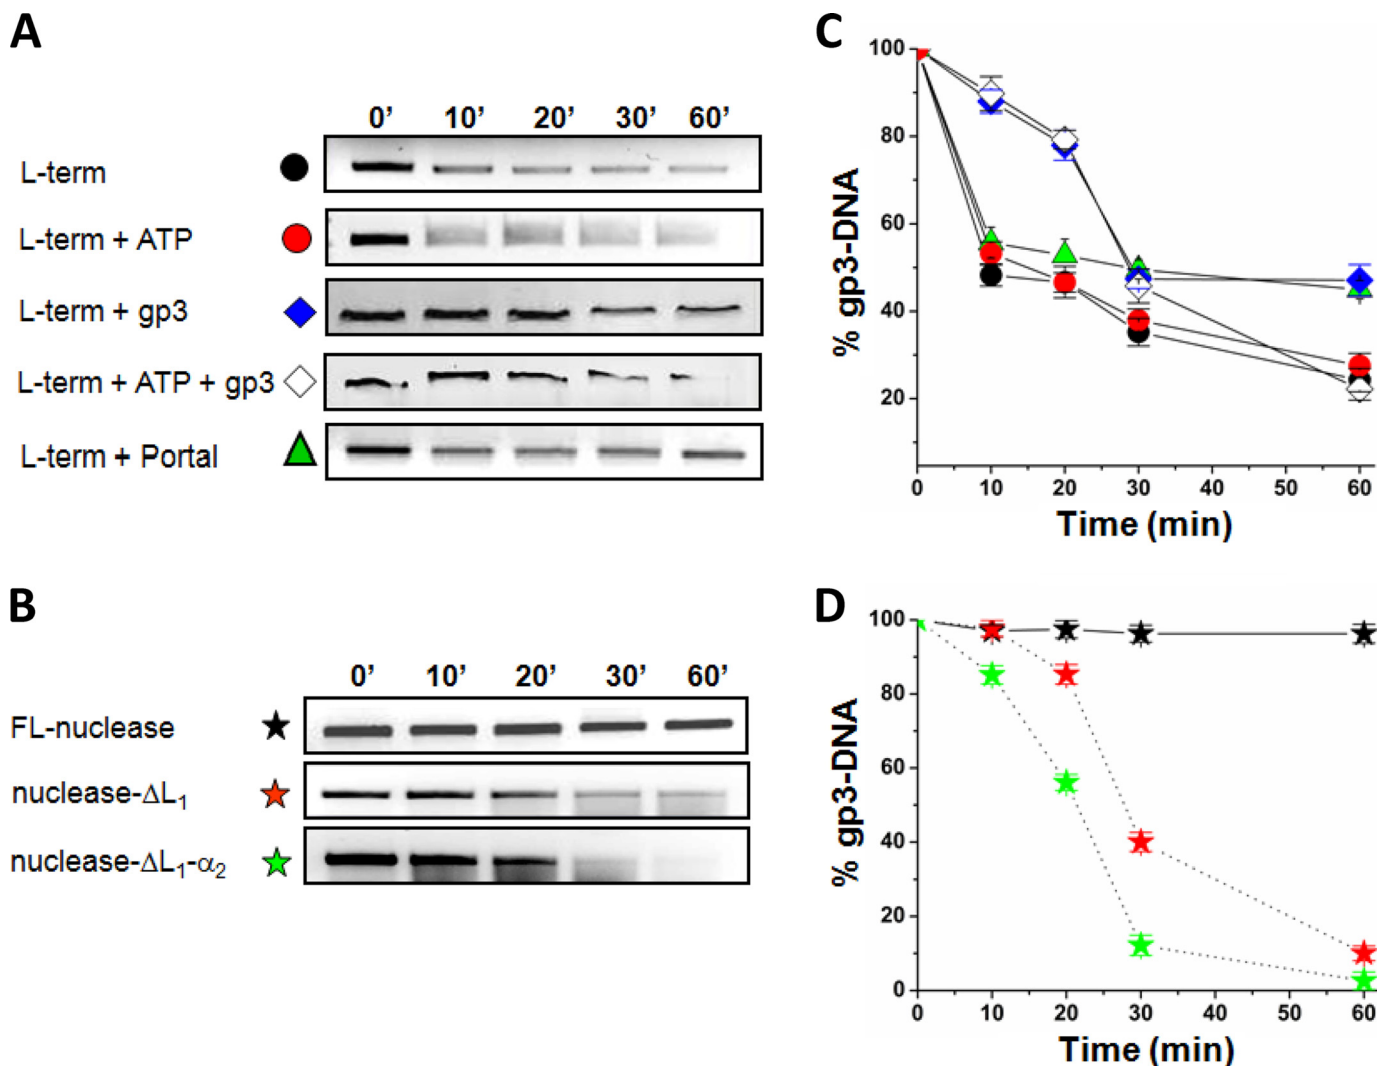 A
0’ 10’ 20’ 30’ 60’
L-term
L-term + ATP
L-term + gp3
L-term + ATP + gp3
L-term + Portal
B
0’ 10’ 20’ 30’ 60’
FL-nuclease
nuclease-ΔL₁
nuclease-ΔL₁-α₂
C
100
80
60
40
20
% gp3-DNA
0 10 20 30 40 50 60
Time (min)
D
100
80
60
40
20
0
% gp3-DNA
0 10 20 30 40 50 60
Time (min)